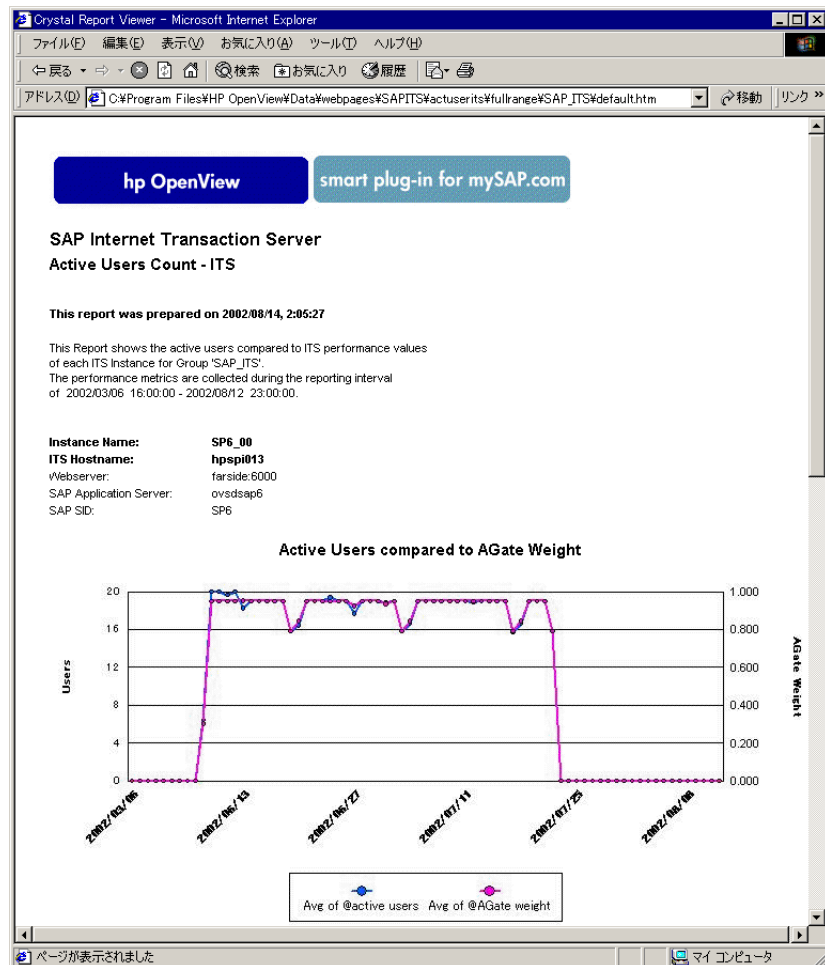 Crystal Report Viewer - Microsoft Internet Explorer
ファイル(F) 編集(E) 表示(V) お気に入り(A) ツール(T) ヘルプ(H)
戻る 検索 お気に入り 履歴
アドレス(D) C:¥Program Files¥HP OpenView¥Data¥webpages¥SAPITS¥actuserits¥fullrange¥SAP_ITS¥default.htm 移動 リンク »
hp OpenView smart plug-in for mySAP.com
SAP Internet Transaction Server
Active Users Count - ITS
This report was prepared on 2002/08/14, 2:05:27
This Report shows the active users compared to ITS performance values
of each ITS Instance for Group 'SAP_ITS'.
The performance metrics are collected during the reporting interval
of 2002/03/06 16:00:00 - 2002/08/12 23:00:00.
Instance Name: SP6_00
ITS Hostname: hpspi013
Webserver: farside:6000
SAP Application Server: ovsdsap6
SAP SID: SP6
Active Users compared to AGate Weight
20 1.000
16 0.800
12 0.600
8 0.400
4 0.200
0 0.000
Users
AGate Weight
2002/03/06 2002/06/13 2002/06/27 2002/07/11 2002/07/25 2002/08/08
Avg of @active users Avg of @AGate weight
ページが表示されました マイ コンピュータ